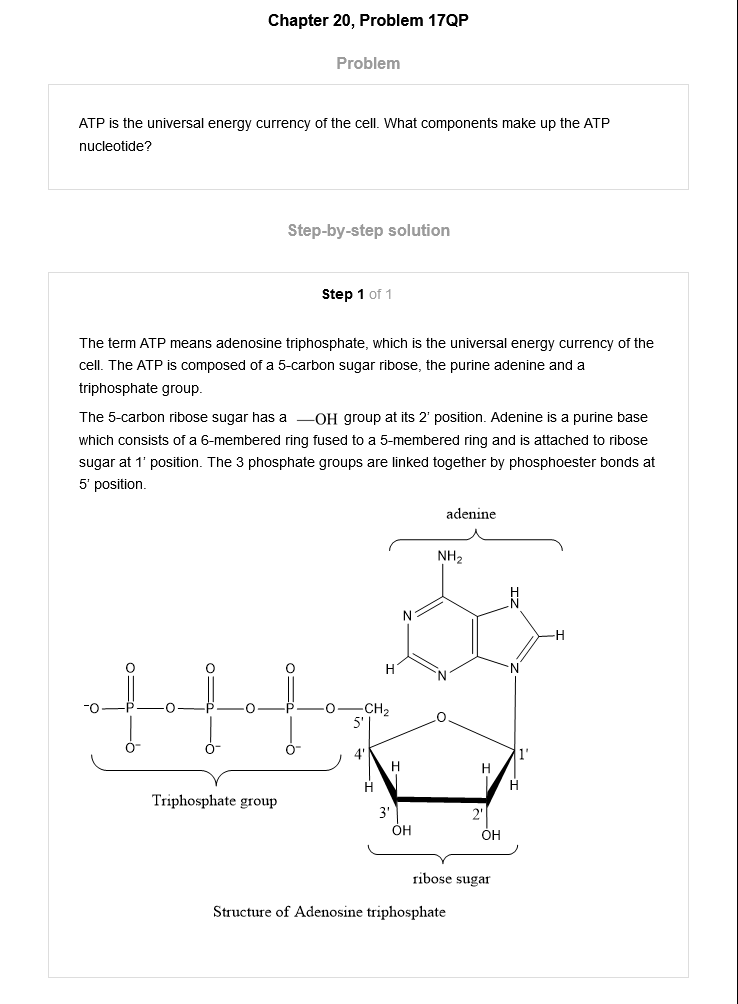 Chapter 20, Problem 17QP
Problem
ATP is the universal energy currency of the cell. What components make up the ATP
nucleotide?
Step-by-step solution
Step 1 of 1
The term ATP means adenosine triphosphate, which is the universal energy currency of the
cell. The ATP is composed of a 5-carbon sugar ribose, the purine adenine and a
triphosphate group.
The 5-carbon ribose sugar has a —OH group at its 2' position. Adenine is a purine base
which consists of a 6-membered ring fused to a 5-membered ring and is attached to ribose
sugar at 1' position. The 3 phosphate groups are linked together by phosphoester bonds at
5' position.
adenine
NH₂
H
N
N
H
H
N
N
O O O
⁻O P O P O P O CH₂
5'
O
O⁻ O⁻ O⁻
4'
1'
H
H
H
H
Triphosphate group
3'
2'
OH
OH
ribose sugar
Structure of Adenosine triphosphate